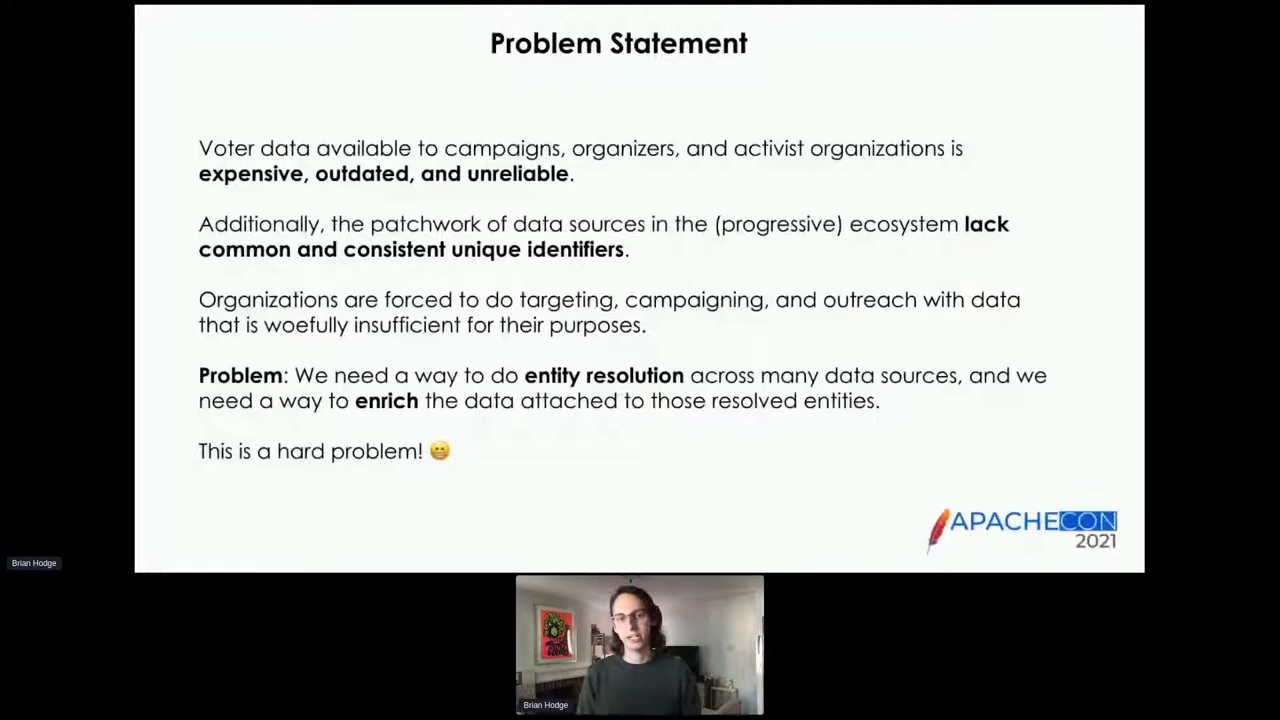 Problem Statement
Voter data available to campaigns, organizers, and activist organizations is
expensive, outdated, and unreliable.
Additionally, the patchwork of data sources in the (progressive) ecosystem lack
common and consistent unique identifiers.
Organizations are forced to do targeting, campaigning, and outreach with data
that is woefully insufficient for their purposes.
Problem: We need a way to do entity resolution across many data sources, and we
need a way to enrich the data attached to those resolved entities.
This is a hard problem! 😁
APACHECON
2021
Brian Hodge
Brian Hodge